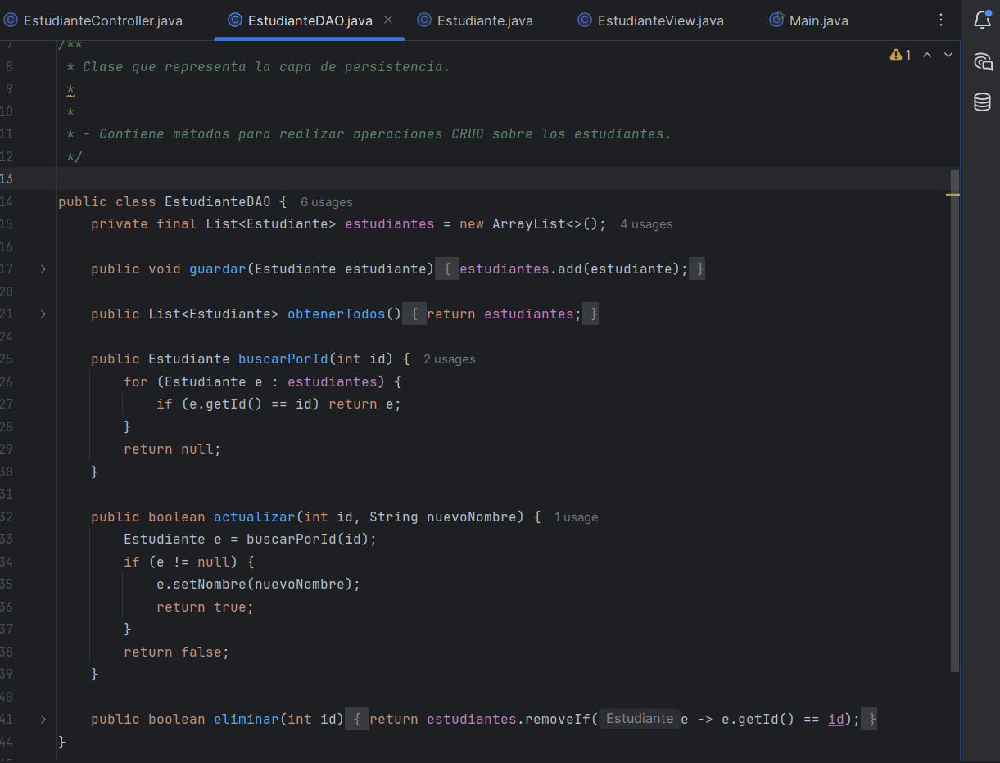 EstudianteController.java EstudianteDAO.java Estudiante.java EstudianteView.java Main.java
7 /**
8 * Clase que representa la capa de persistencia. 1
9 *
10 *
11 * - Contiene métodos para realizar operaciones CRUD sobre los estudiantes.
12 */
13
14 public class EstudianteDAO { 6 usages
15 private final List<Estudiante> estudiantes = new ArrayList<>(); 4 usages
16
17 public void guardar(Estudiante estudiante) { estudiantes.add(estudiante); }
20
21 public List<Estudiante> obtenerTodos() { return estudiantes; }
24
25 public Estudiante buscarPorId(int id) { 2 usages
26 for (Estudiante e : estudiantes) {
27 if (e.getId() == id) return e;
28 }
29 return null;
30 }
31
32 public boolean actualizar(int id, String nuevoNombre) { 1 usage
33 Estudiante e = buscarPorId(id);
34 if (e != null) {
35 e.setNombre(nuevoNombre);
36 return true;
37 }
38 return false;
39 }
40
41 public boolean eliminar(int id) { return estudiantes.removeIf( Estudiante e -> e.getId() == id); }
44 }